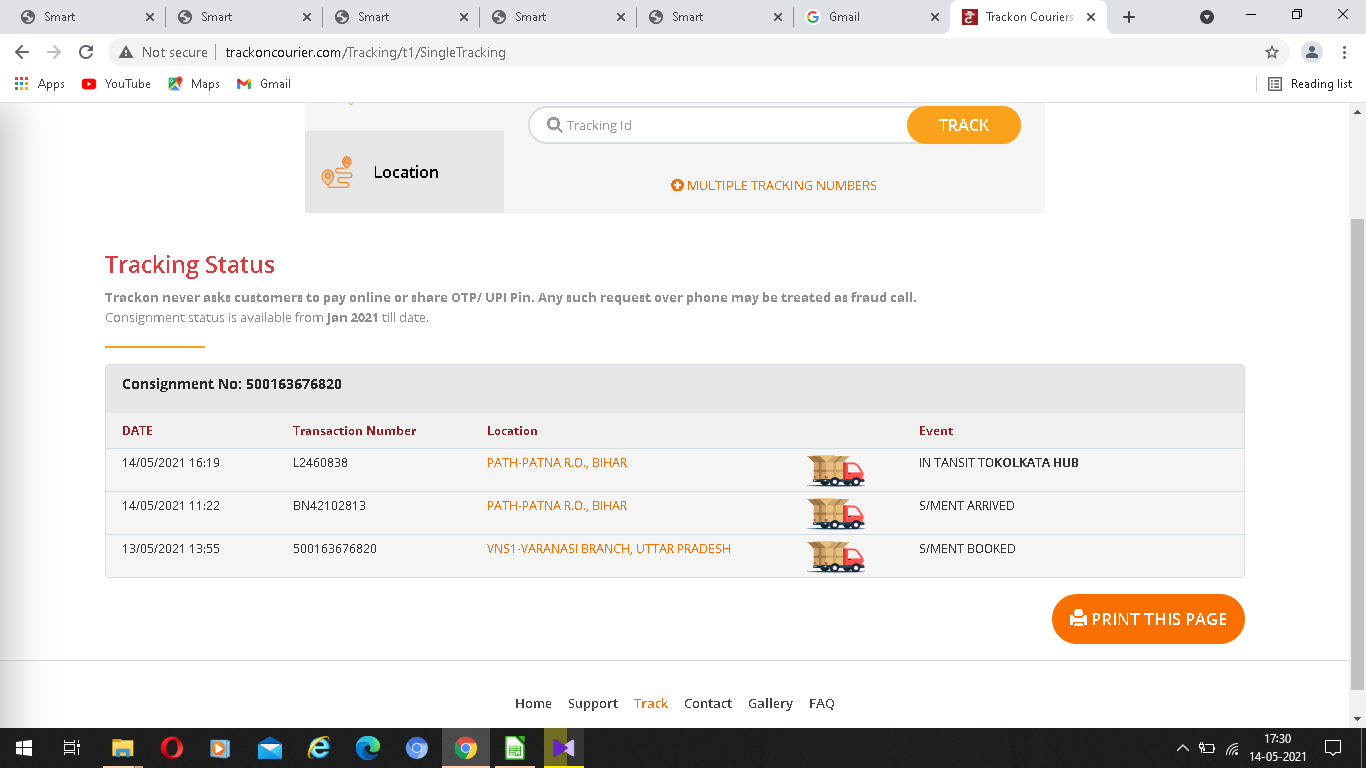 Smart Smart Smart Smart Smart Gmail Trackon Couriers
Not secure trackoncourier.com/Tracking/t1/SingleTracking
Apps YouTube Maps Gmail Reading list
Tracking Id TRACK
Location
MULTIPLE TRACKING NUMBERS
Tracking Status
Trackon never asks customers to pay online or share OTP/ UPI Pin. Any such request over phone may be treated as fraud call.
Consignment status is available from Jan 2021 till date.
Consignment No: 500163676820
DATE Transaction Number Location Event
14/05/2021 16:19 L2460838 PATH-PATNA R.O., BIHAR IN TANSIT TOKOLKATA HUB
14/05/2021 11:22 BN42102813 PATH-PATNA R.O., BIHAR S/MENT ARRIVED
13/05/2021 13:55 500163676820 VNS1-VARANASI BRANCH, UTTAR PRADESH S/MENT BOOKED
PRINT THIS PAGE
Home Support Track Contact Gallery FAQ
17:30
14-05-2021